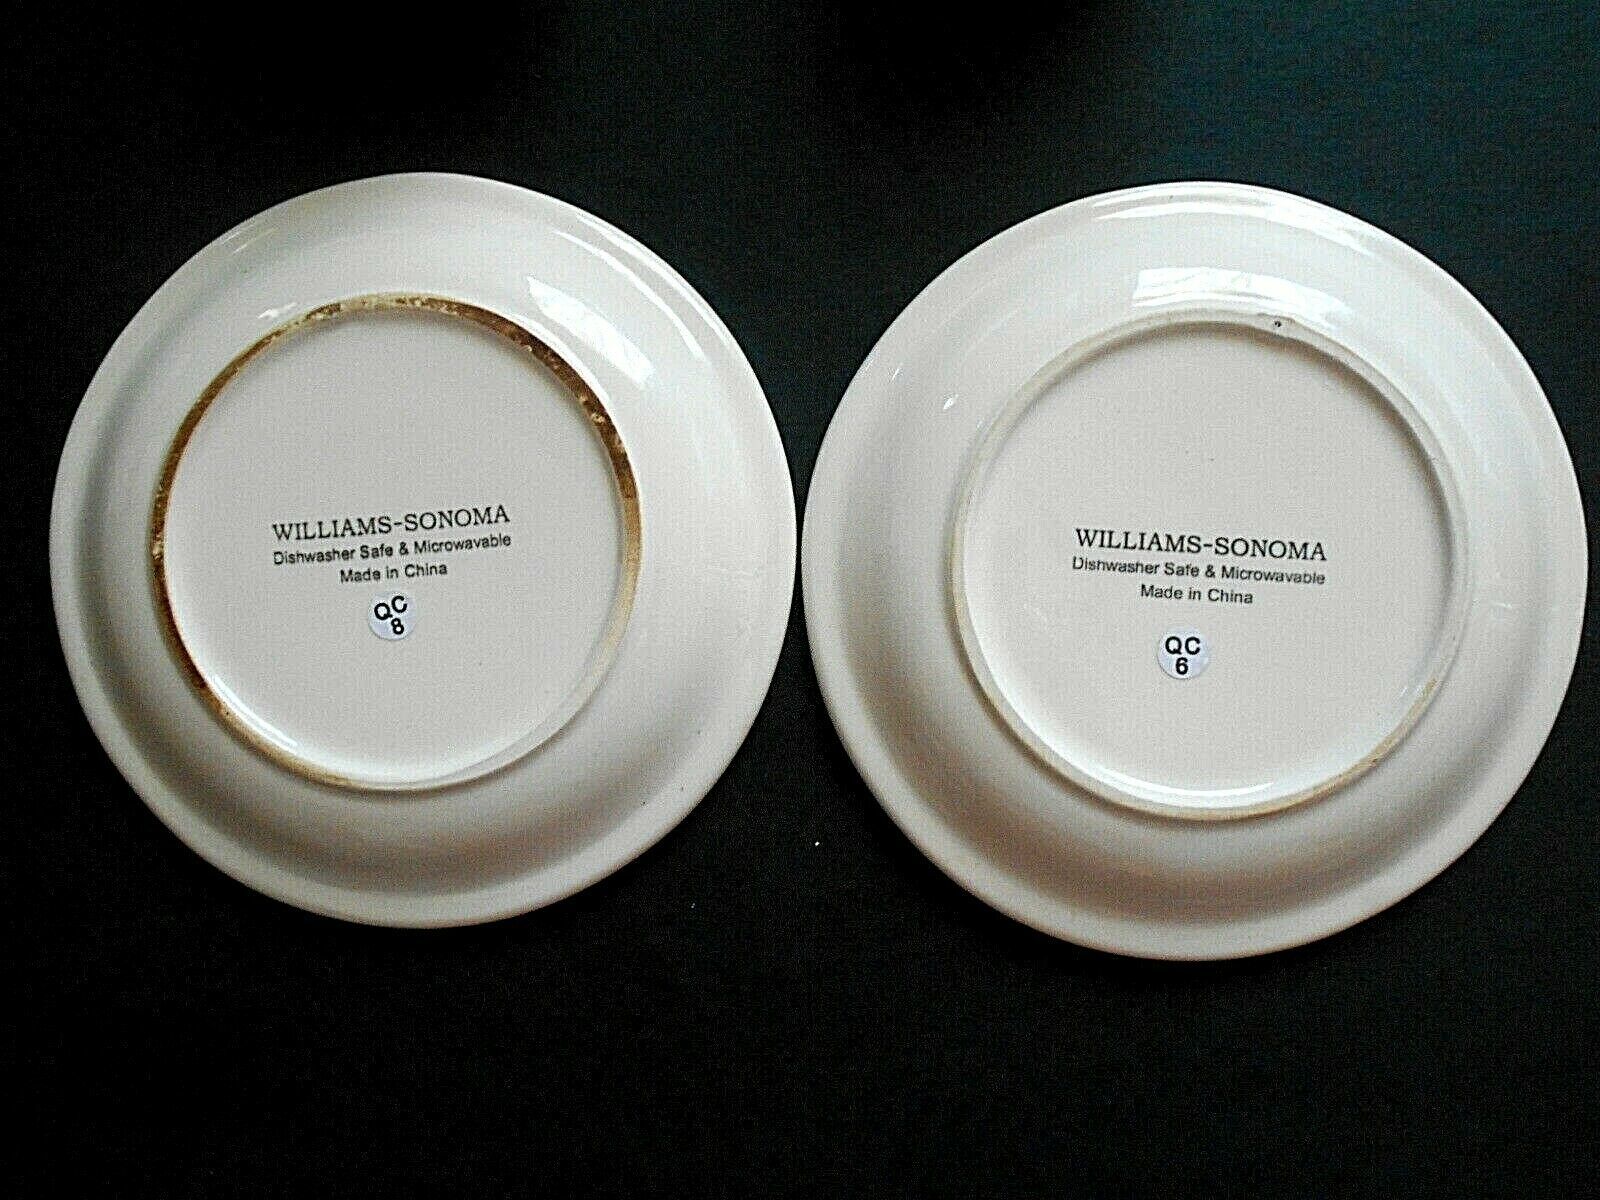 WILLIAMS-SONOMA
Dishwasher Safe & Microwavable
Made in China
QC
8
WILLIAMS-SONOMA
Dishwasher Safe & Microwavable
Made in China
QC
6